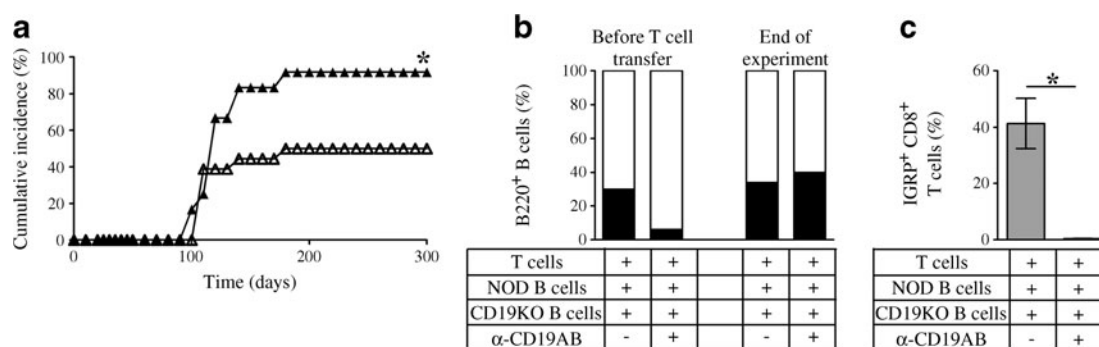 a
Cumulative incidence (%)
100
80
60
40
20
0
0 100 200 300
Time (days)
*
b
Before T cell transfer
End of experiment
B220+ B cells (%)
100
80
60
40
20
0
T cells + + + +
NOD B cells + + + +
CD19KO B cells + + + +
α-CD19AB - + - +
c
IGRP+ CD8+
T cells (%)
60
40
20
0
*
T cells + +
NOD B cells + +
CD19KO B cells + +
α-CD19AB - +